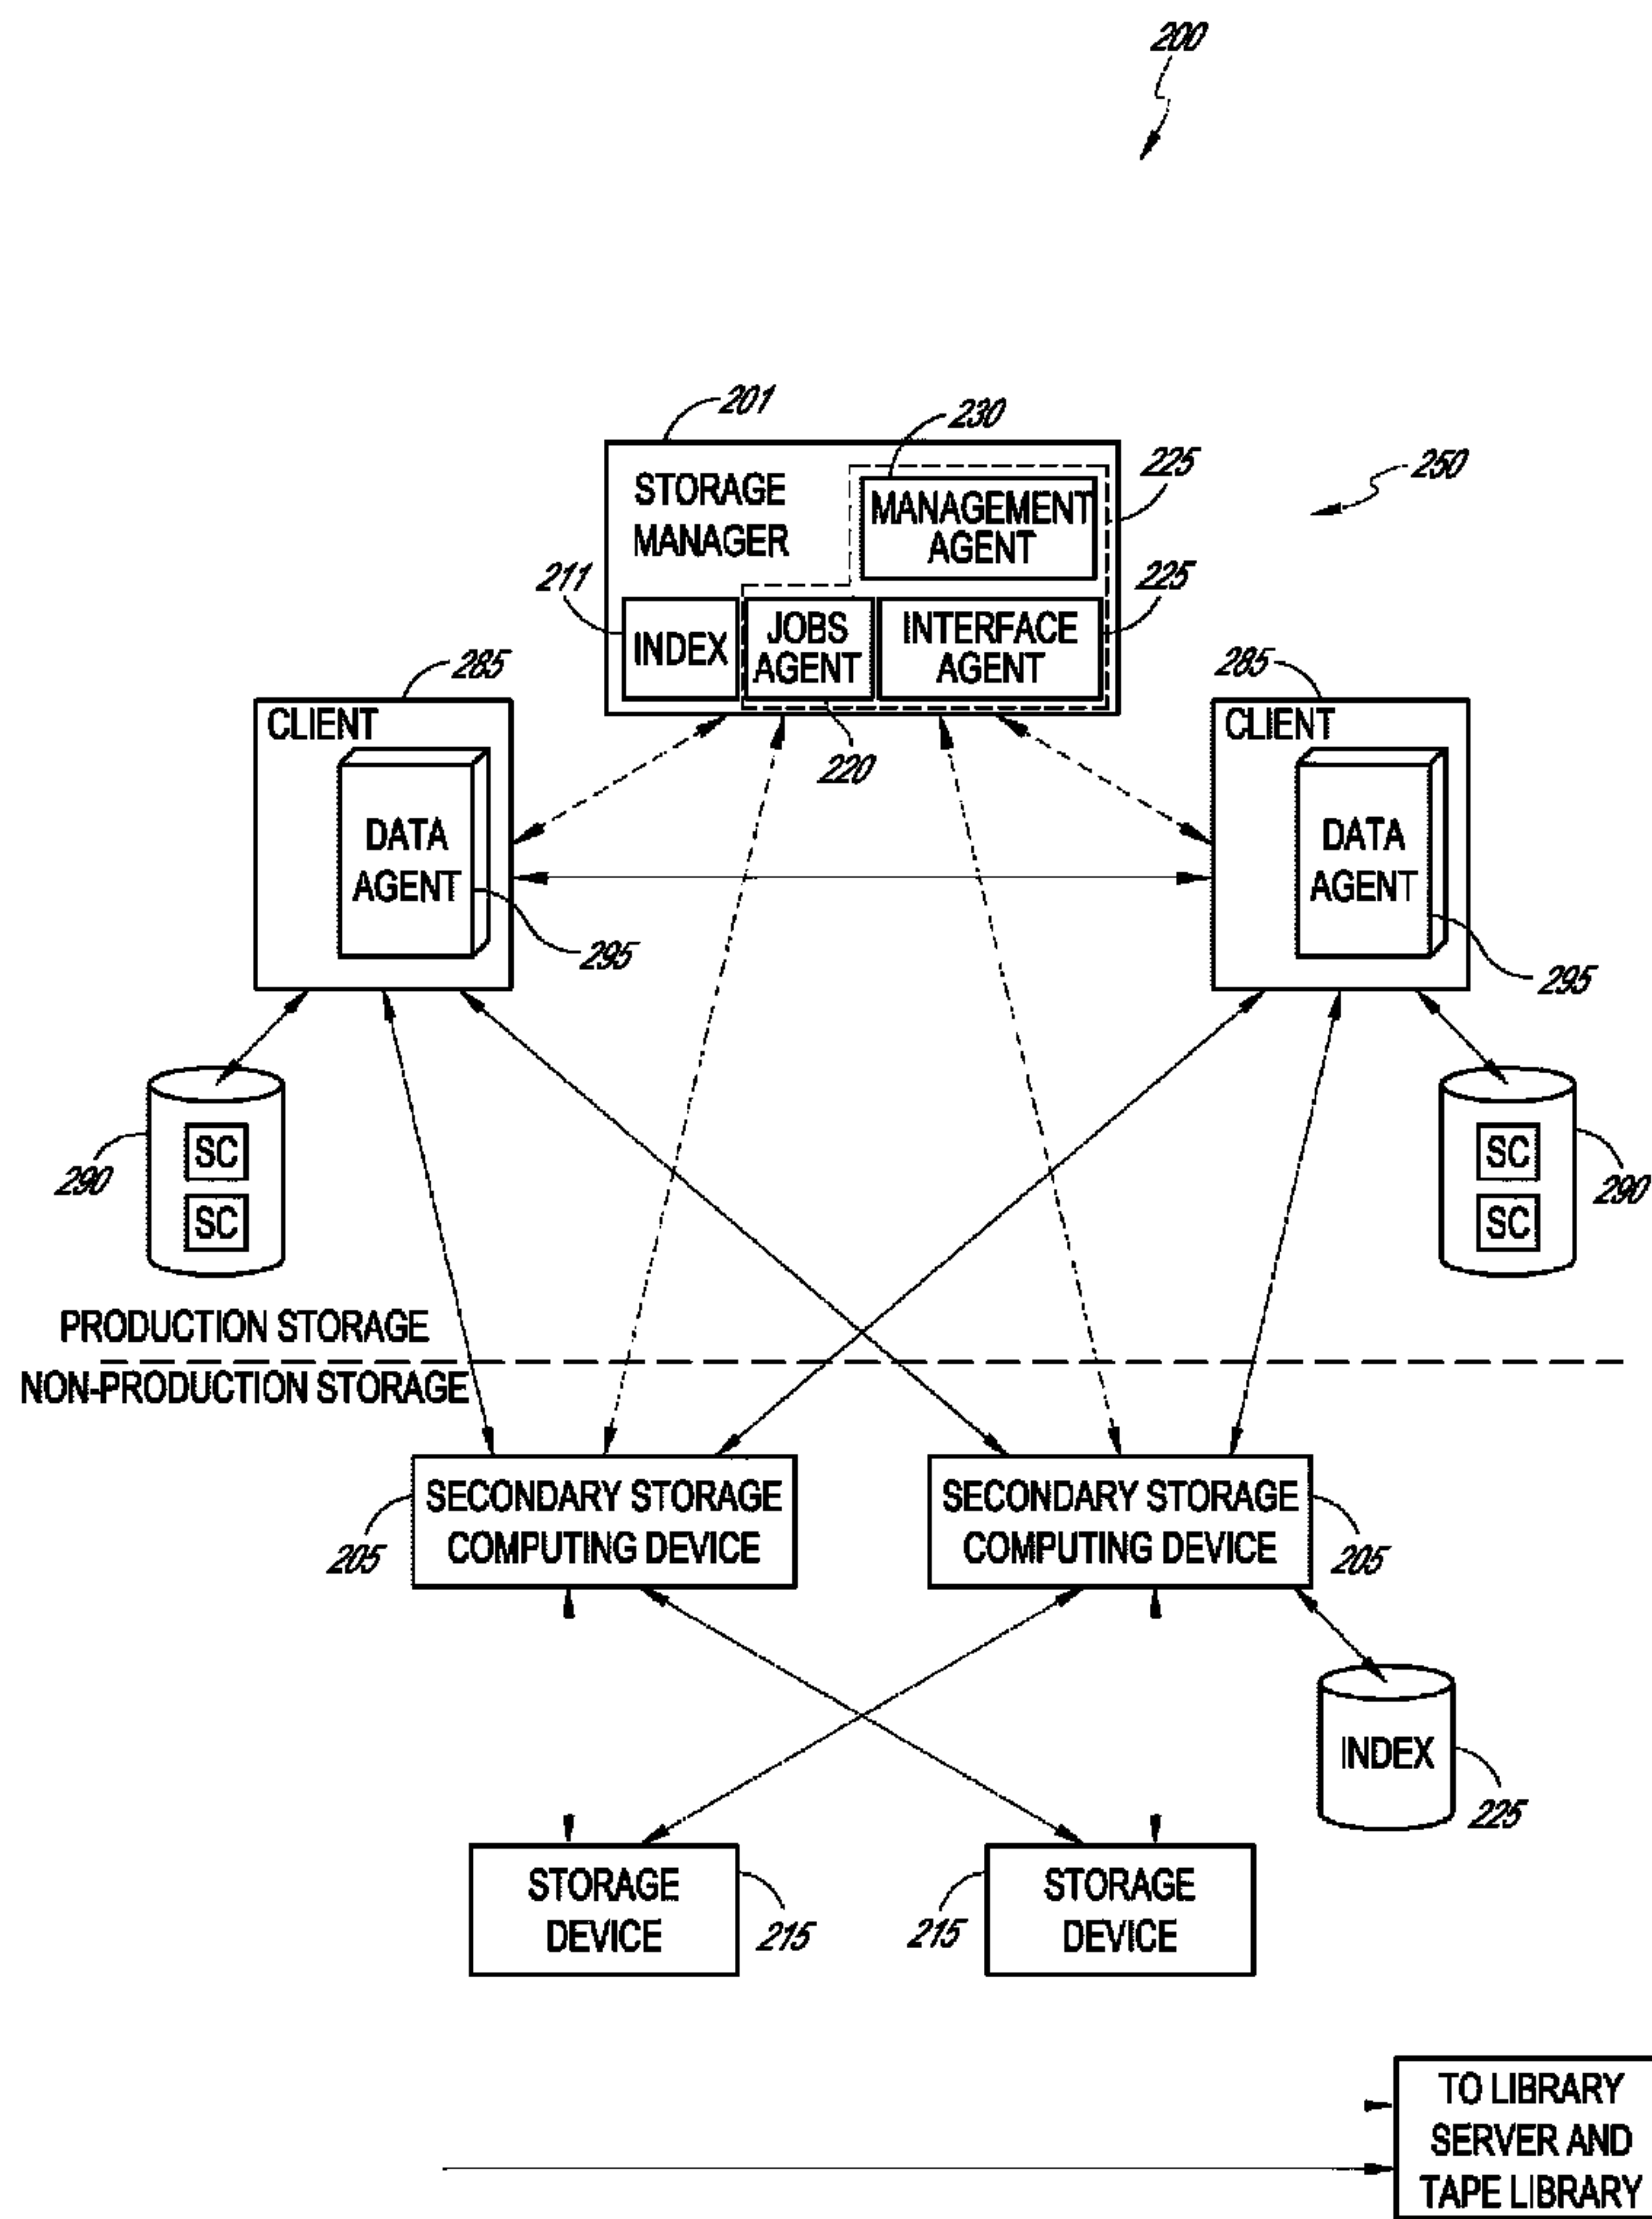 200
201
230
STORAGE
MANAGER
225
250
MANAGEMENT
AGENT
211
225
INDEX
JOBS
AGENT
INTERFACE
AGENT
285
285
CLIENT
CLIENT
220
DATA
AGENT
DATA
AGENT
295
295
SC
SC
290
290
SC
SC
PRODUCTION STORAGE
NON-PRODUCTION STORAGE
SECONDARY STORAGE
COMPUTING DEVICE
SECONDARY STORAGE
COMPUTING DEVICE
205
205
INDEX
225
STORAGE
DEVICE
STORAGE
DEVICE
215
215
TO LIBRARY
SERVER AND
TAPE LIBRARY